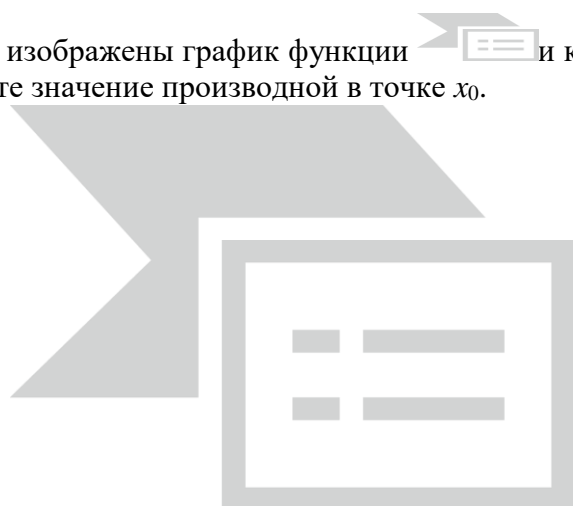 изображены график функции и к
те значение производной в точке x₀.